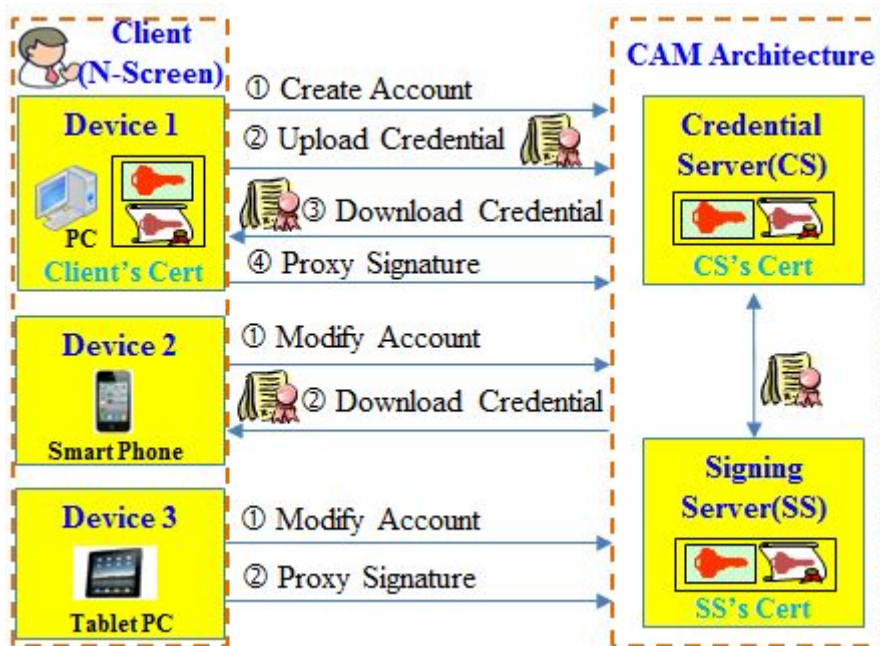 Client
(N-Screen)
Device 1
PC
Client's Cert
Device 2
Smart Phone
Device 3
Tablet PC
① Create Account
② Upload Credential
③ Download Credential
④ Proxy Signature
① Modify Account
② Download Credential
① Modify Account
② Proxy Signature
CAM Architecture
Credential
Server(CS)
CS's Cert
Signing
Server(SS)
SS's Cert